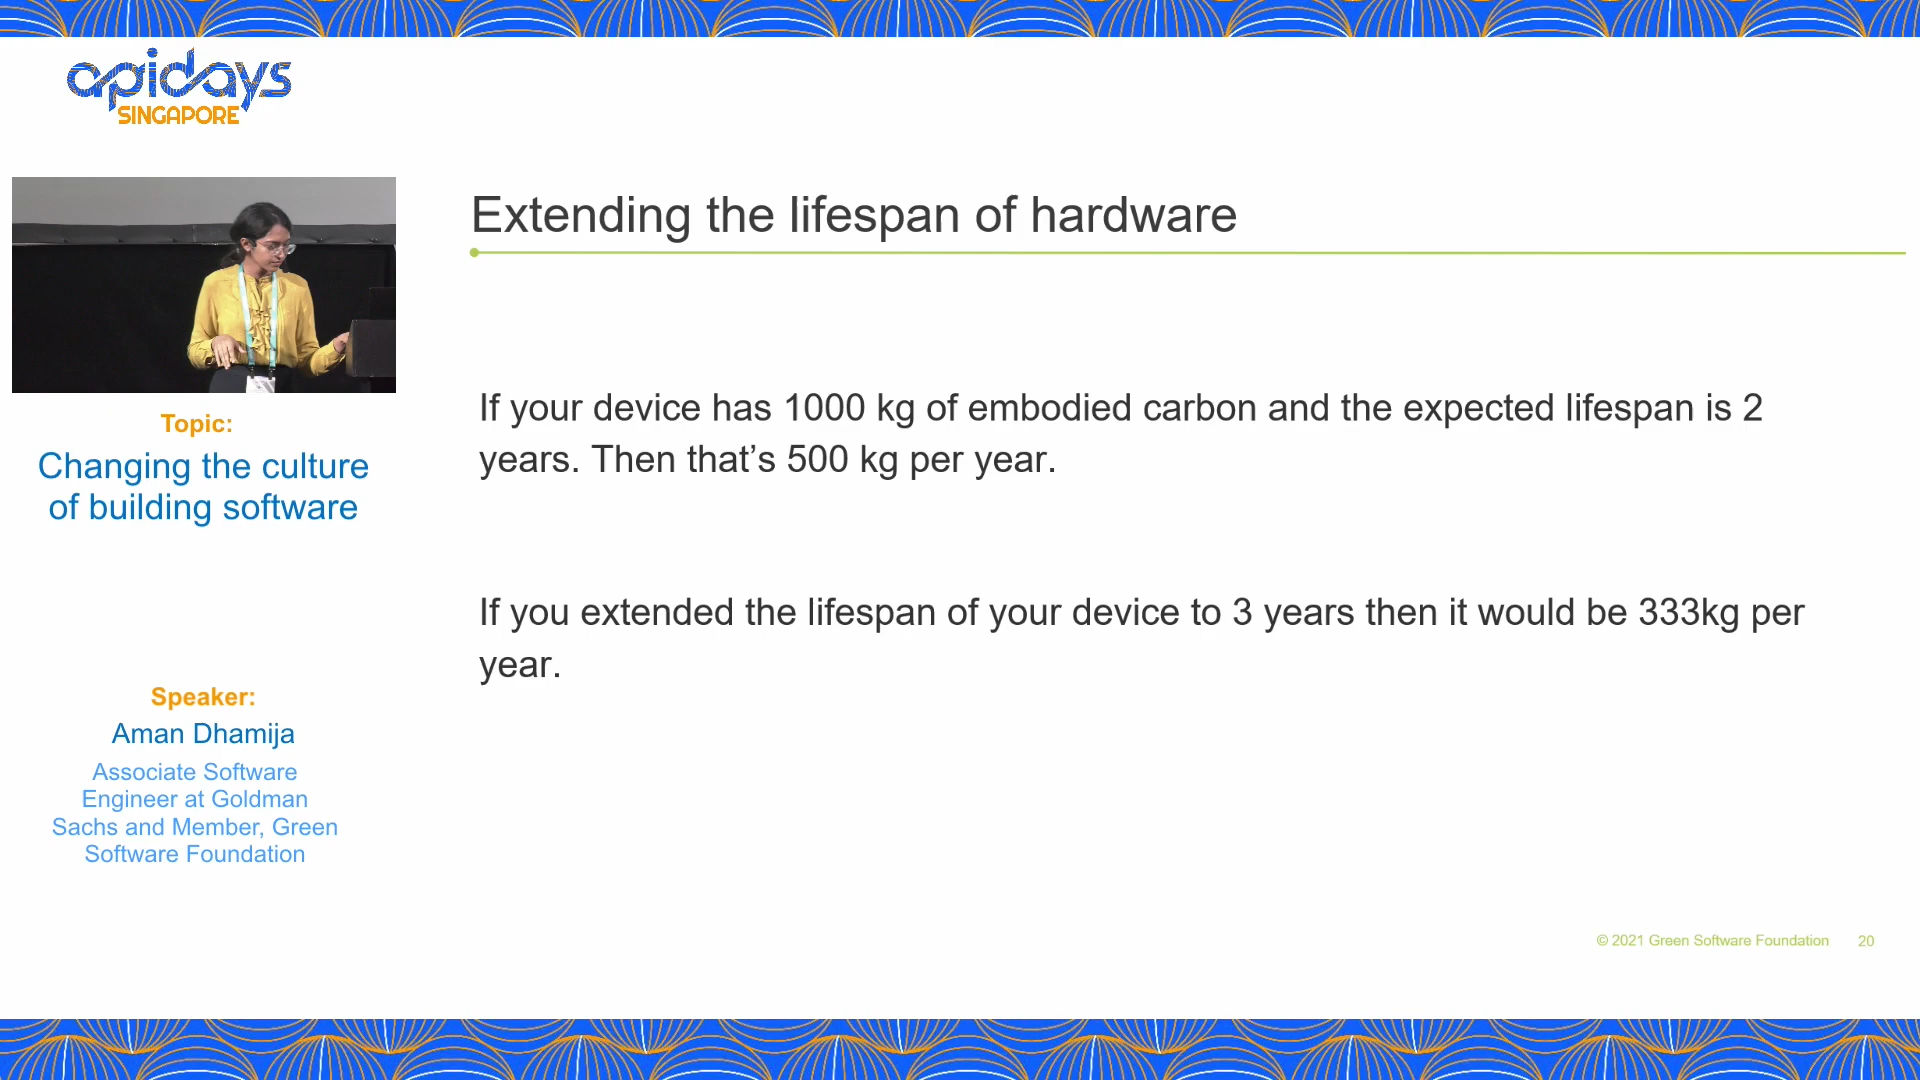 apidays
SINGAPORE
Extending the lifespan of hardware
If your device has 1000 kg of embodied carbon and the expected lifespan is 2
years. Then that’s 500 kg per year.
If you extended the lifespan of your device to 3 years then it would be 333kg per
year.
Topic:
Changing the culture
of building software
Speaker:
Aman Dhamija
Associate Software
Engineer at Goldman
Sachs and Member, Green
Software Foundation
© 2021 Green Software Foundation 20